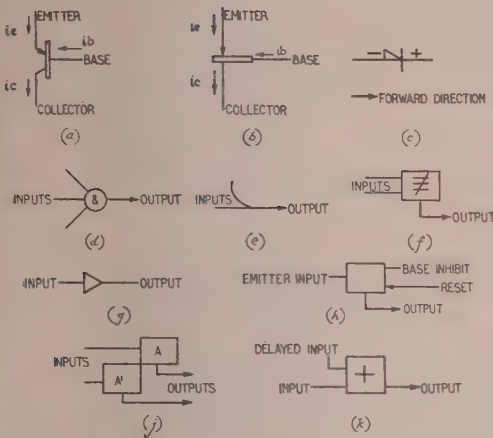 ie EMITTER
ib
BASE
ic
COLLECTOR
(a)
ie EMITTER
ib
BASE
ic
COLLECTOR
(b)
− +
FORWARD DIRECTION
(c)
INPUTS & OUTPUT
(d)
INPUTS OUTPUT
(e)
INPUTS ≢
OUTPUT
(f)
INPUT OUTPUT
(g)
EMITTER INPUT
BASE INHIBIT
RESET
OUTPUT
(h)
INPUTS A
A'
OUTPUTS
(j)
DELAYED INPUT
INPUT + OUTPUT
(k)